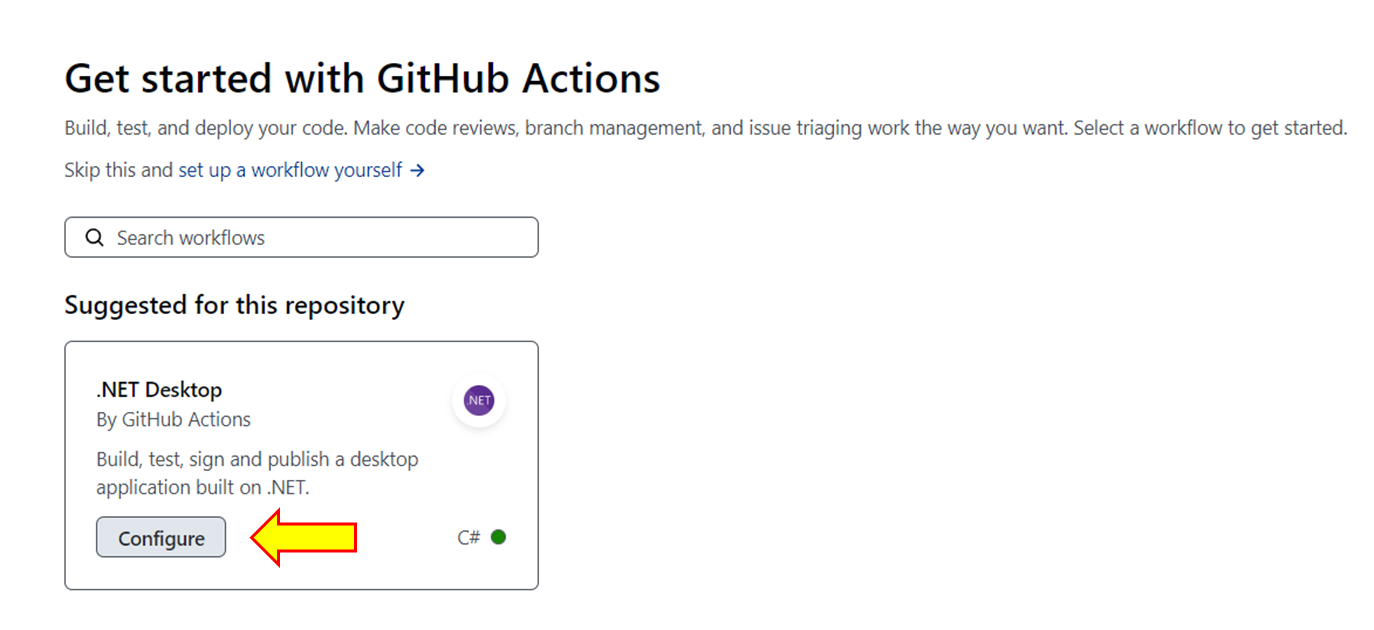 Get started with GitHub Actions
Build, test, and deploy your code. Make code reviews, branch management, and issue triaging work the way you want. Select a workflow to get started.
Skip this and set up a workflow yourself →
Search workflows
Suggested for this repository
.NET Desktop
By GitHub Actions
.NET
Build, test, sign and publish a desktop
application built on .NET.
Configure
C#